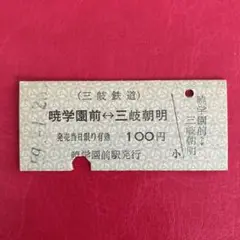 (三岐鉄道)
暁学園前↔三岐朝明
発売当日限り有効 100円
暁学園前駅発行
小
暁学園前↔
三岐朝明